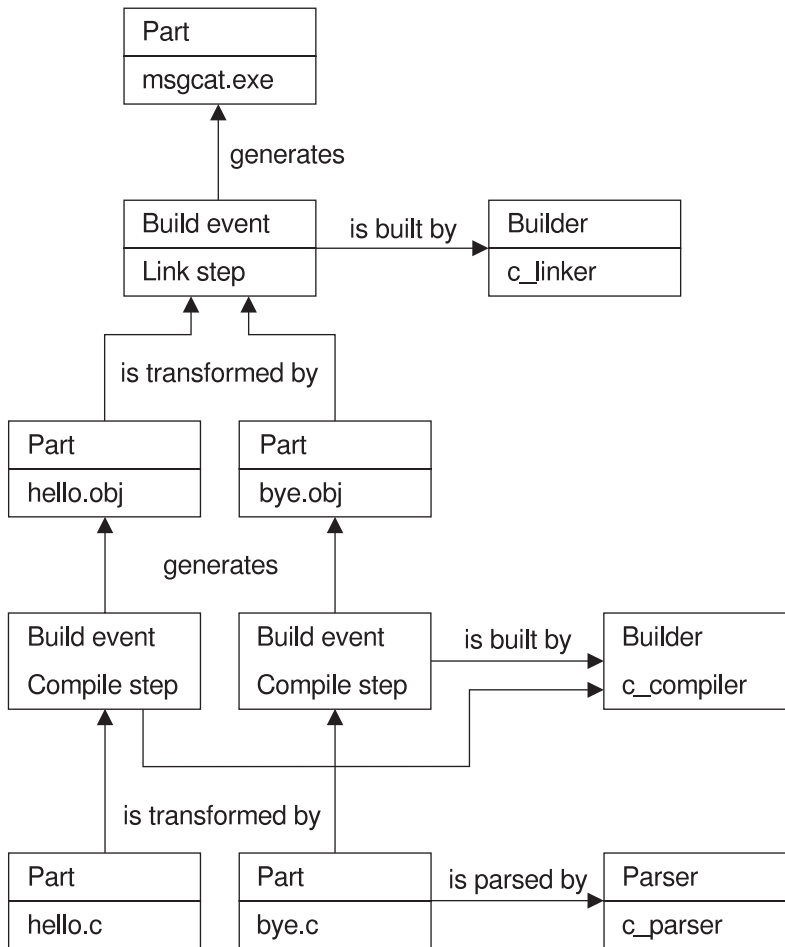 Part
msgcat.exe
generates
Build event
Link step
is built by
Builder
c_linker
is transformed by
Part
hello.obj
Part
bye.obj
generates
Build event
Compile step
Build event
Compile step
is built by
Builder
c_compiler
is transformed by
Part
hello.c
Part
bye.c
is parsed by
Parser
c_parser